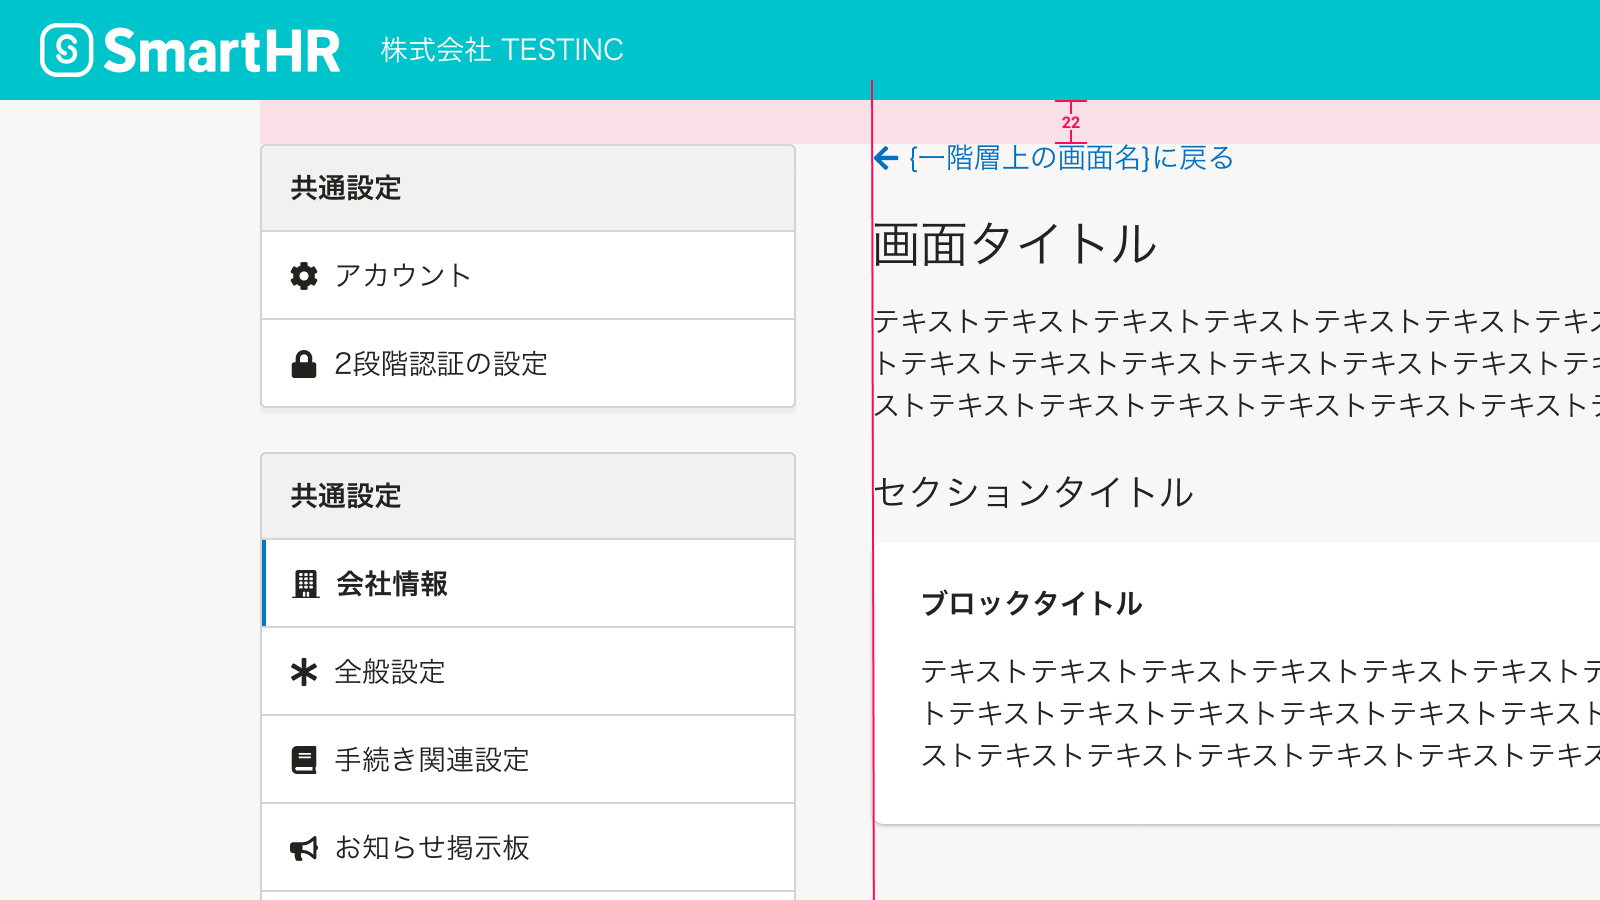 SmartHR 株式会社 TESTINC
22
共通設定
アカウント
2段階認証の設定
共通設定
会社情報
全般設定
手続き関連設定
お知らせ掲示板
{一階層上の画面名}に戻る
画面タイトル
テキストテキストテキストテキストテキストテキストテキス
トテキストテキストテキストテキストテキストテキストテキ
ストテキストテキストテキストテキストテキストテキストテ
セクションタイトル
ブロックタイトル
テキストテキストテキストテキストテキストテキストテ
トテキストテキストテキストテキストテキストテキスト
ストテキストテキストテキストテキストテキストテキス